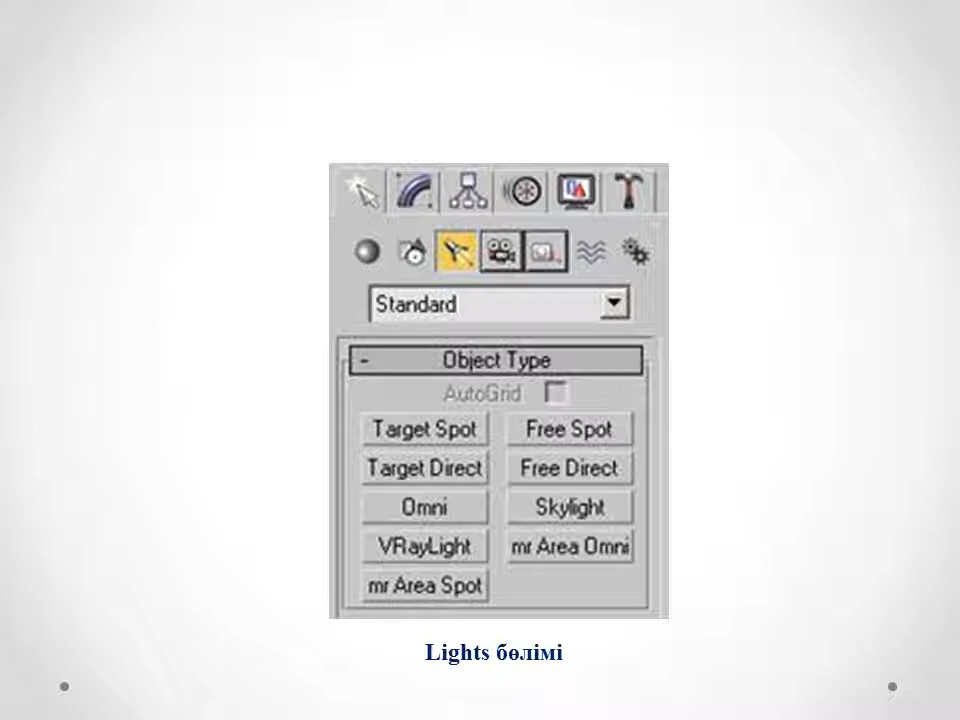 Standard
- Object Type
AutoGrid
Target Spot Free Spot
Target Direct Free Direct
Omni Skylight
VRayLight mr Area Omni
mr Area Spot
Lights бөлімі